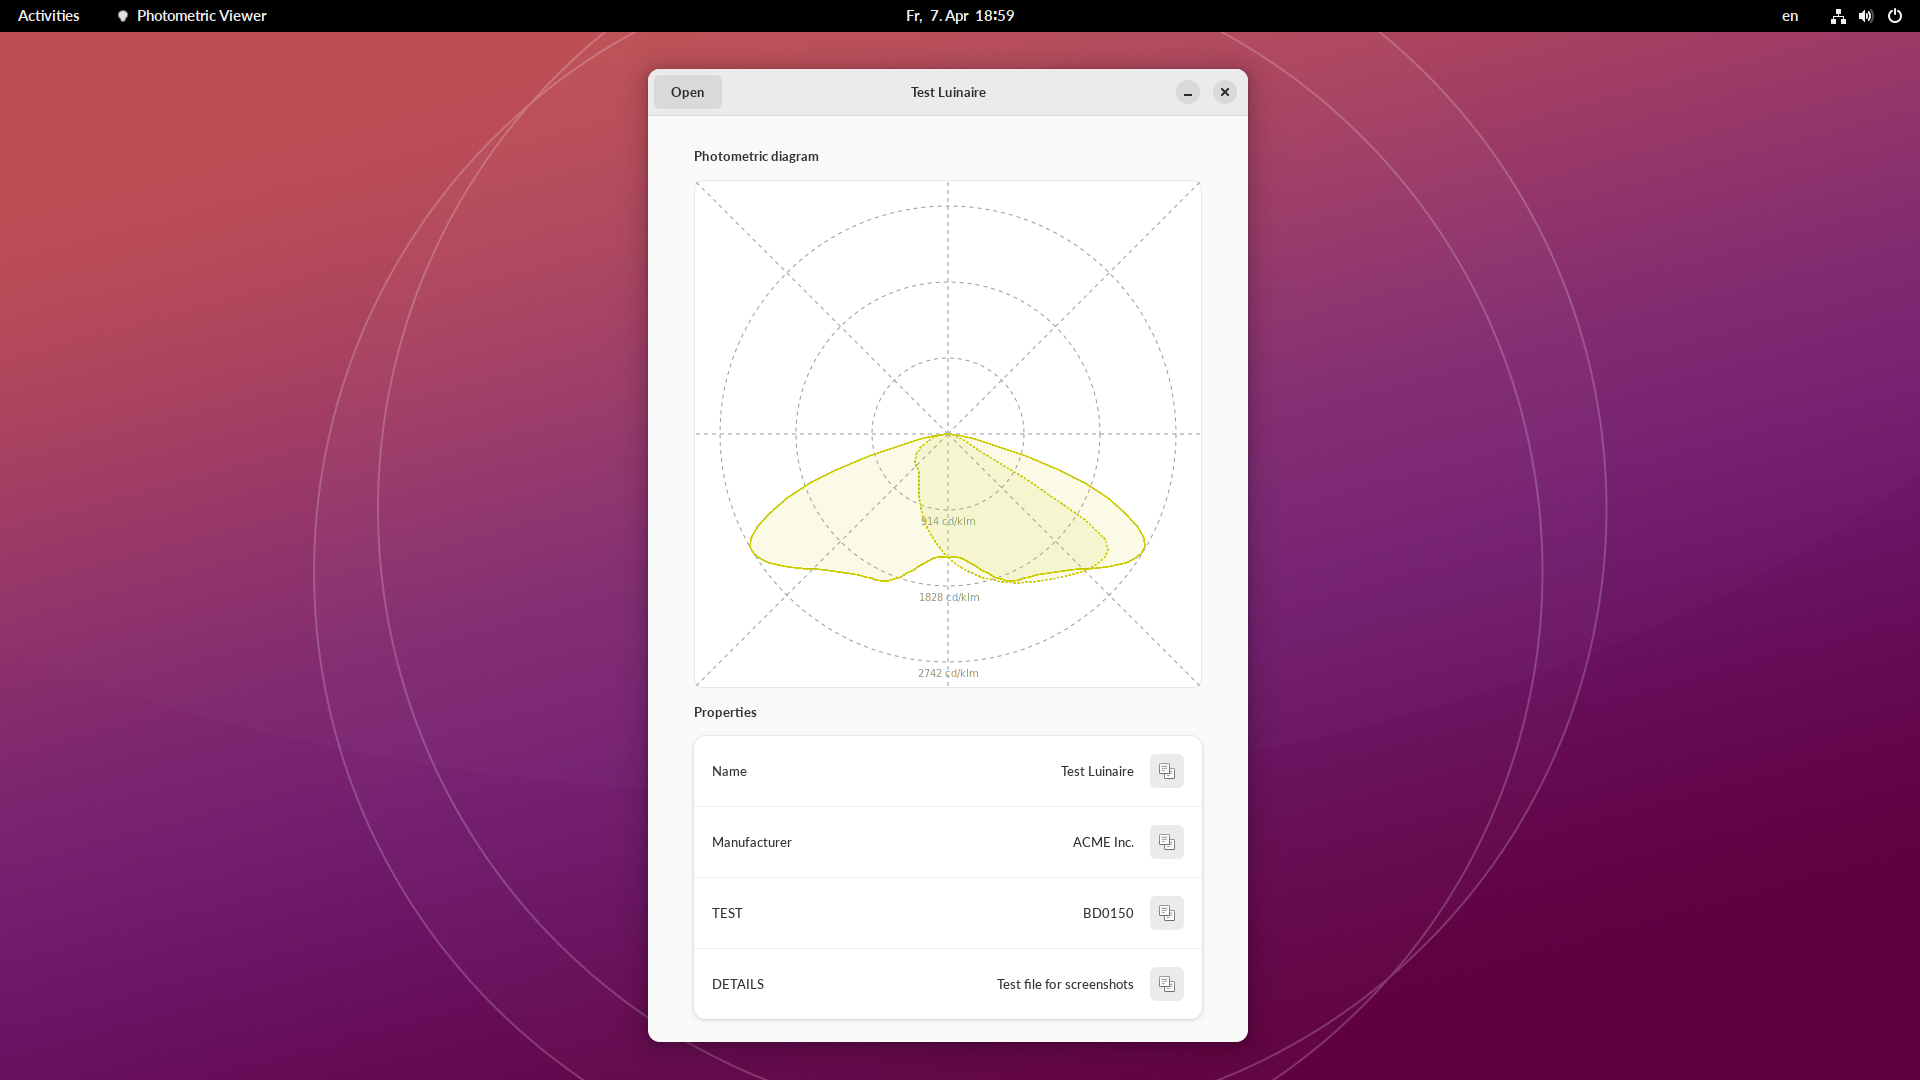 Activities
Photometric Viewer
Fr, 7. Apr 18:59
en
Open
Test Luinaire
Photometric diagram
914 cd/klm
1828 cd/klm
2742 cd/klm
Properties
Name
Test Luinaire
Manufacturer
ACME Inc.
TEST
BD0150
DETAILS
Test file for screenshots